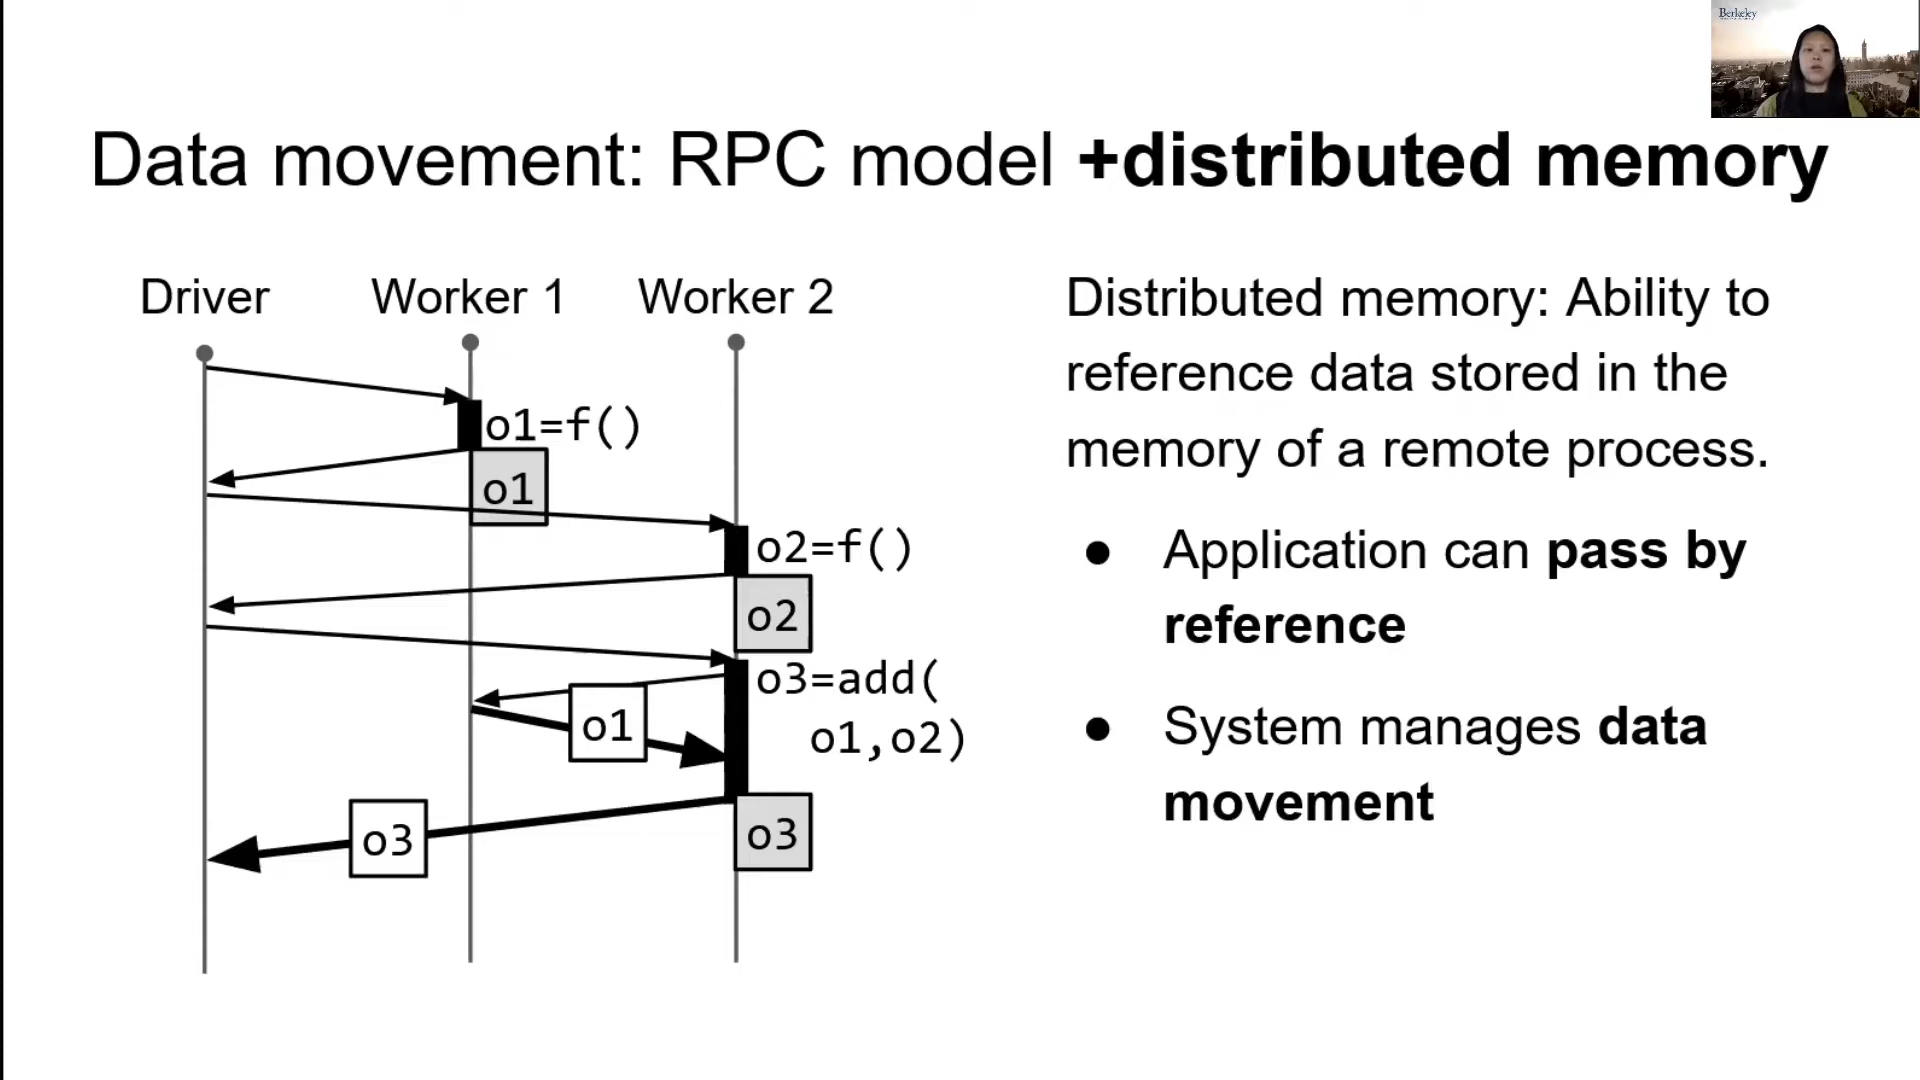 Berkeley
Data movement: RPC model +distributed memory
Driver
Worker 1
Worker 2
o1=f()
o1
o2=f()
o2
o3=add(
o1,o2)
o1
o3
o3
Distributed memory: Ability to
reference data stored in the
memory of a remote process.
● Application can pass by
reference
● System manages data
movement